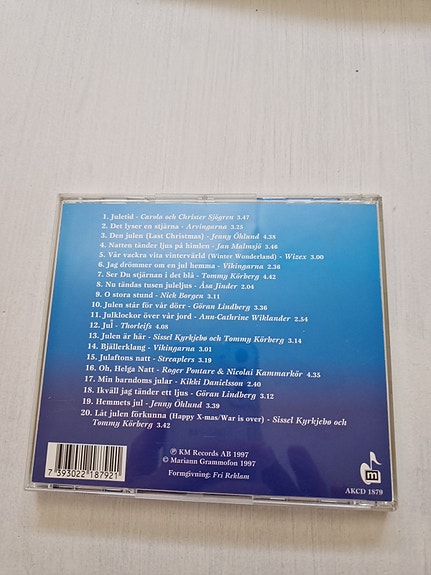 1. Juletid - Carola och Christer Sjögren 3.47
2. Det lyser en stjärna - Arvingarna 3.25
3. Den julen (Last Christmas) - Jenny Öhlund 4.38
4. Natten tänder ljus på himlen - Jan Malmsjö 3.46
5. Vår vackra vita vintervärld (Winter Wonderland) - Wizex 3.00
6. Jag drömmer om en jul hemma - Vikingarna 2.36
7. Ser Du stjärnan i det blå - Tommy Körberg 4.42
8. Nu tändas tusen juleljus - Åsa Jinder 2.04
9. O stora stund - Nick Borgen 3.11
10. Julen står för vår dörr - Göran Lindberg 3.36
11. Julklockor över vår jord - Ann-Cathrine Wiklander 2.54
12. Jul - Thorleifs 4.08
13. Julen är här - Sissel Kyrkjebø och Tommy Körberg 3.14
14. Bjällerklang - Vikingarna 3.01
15. Julaftons natt - Streaplers 3.19
16. Oh, Helga Natt - Roger Pontare & Nicolai Kammarkör 4.35
17. Min barndoms jular - Kikki Danielsson 2.40
18. Ikväll jag tänder ett ljus - Göran Lindberg 3.12
19. Hemmets jul - Jenny Öhlund 3.39
20. Låt julen förkunna (Happy X-mas/War is over) - Sissel Kyrkjebø och
Tommy Körberg 3.42
7 393022 187921
℗ KM Records AB 1997
© Mariann Grammofon 1997
Formgivning: Fri Reklam
m
AKCD 1879